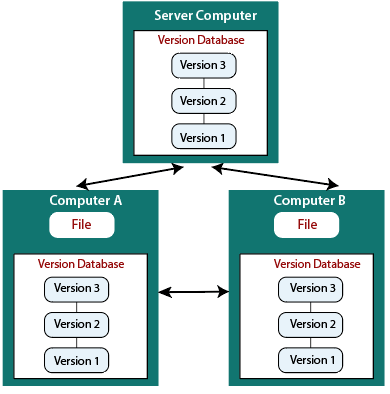 Server Computer
Version Database
Version 3
Version 2
Version 1
Computer A
File
Version Database
Version 3
Version 2
Version 1
Computer B
File
Version Database
Version 3
Version 2
Version 1